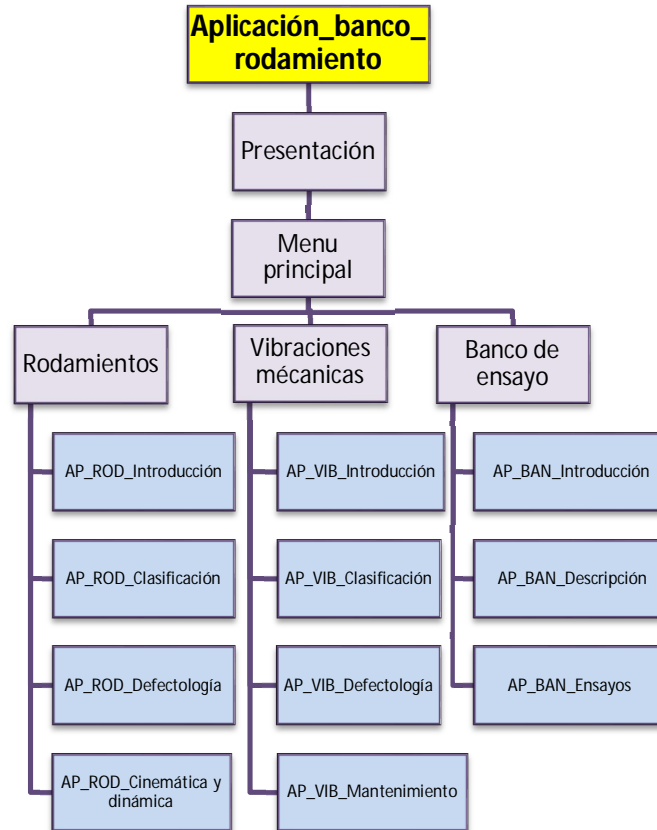 Aplicación_banco_
rodamiento
Presentación
Menu
principal
Rodamientos
Vibraciones
mécanicas
Banco de
ensayo
AP_ROD_Introducción
AP_VIB_Introducción
AP_BAN_Introducción
AP_ROD_Clasificación
AP_VIB_Clasificación
AP_BAN_Descripción
AP_ROD_Defectología
AP_VIB_Defectología
AP_BAN_Ensayos
AP_ROD_Cinemática y
dinámica
AP_VIB_Mantenimiento